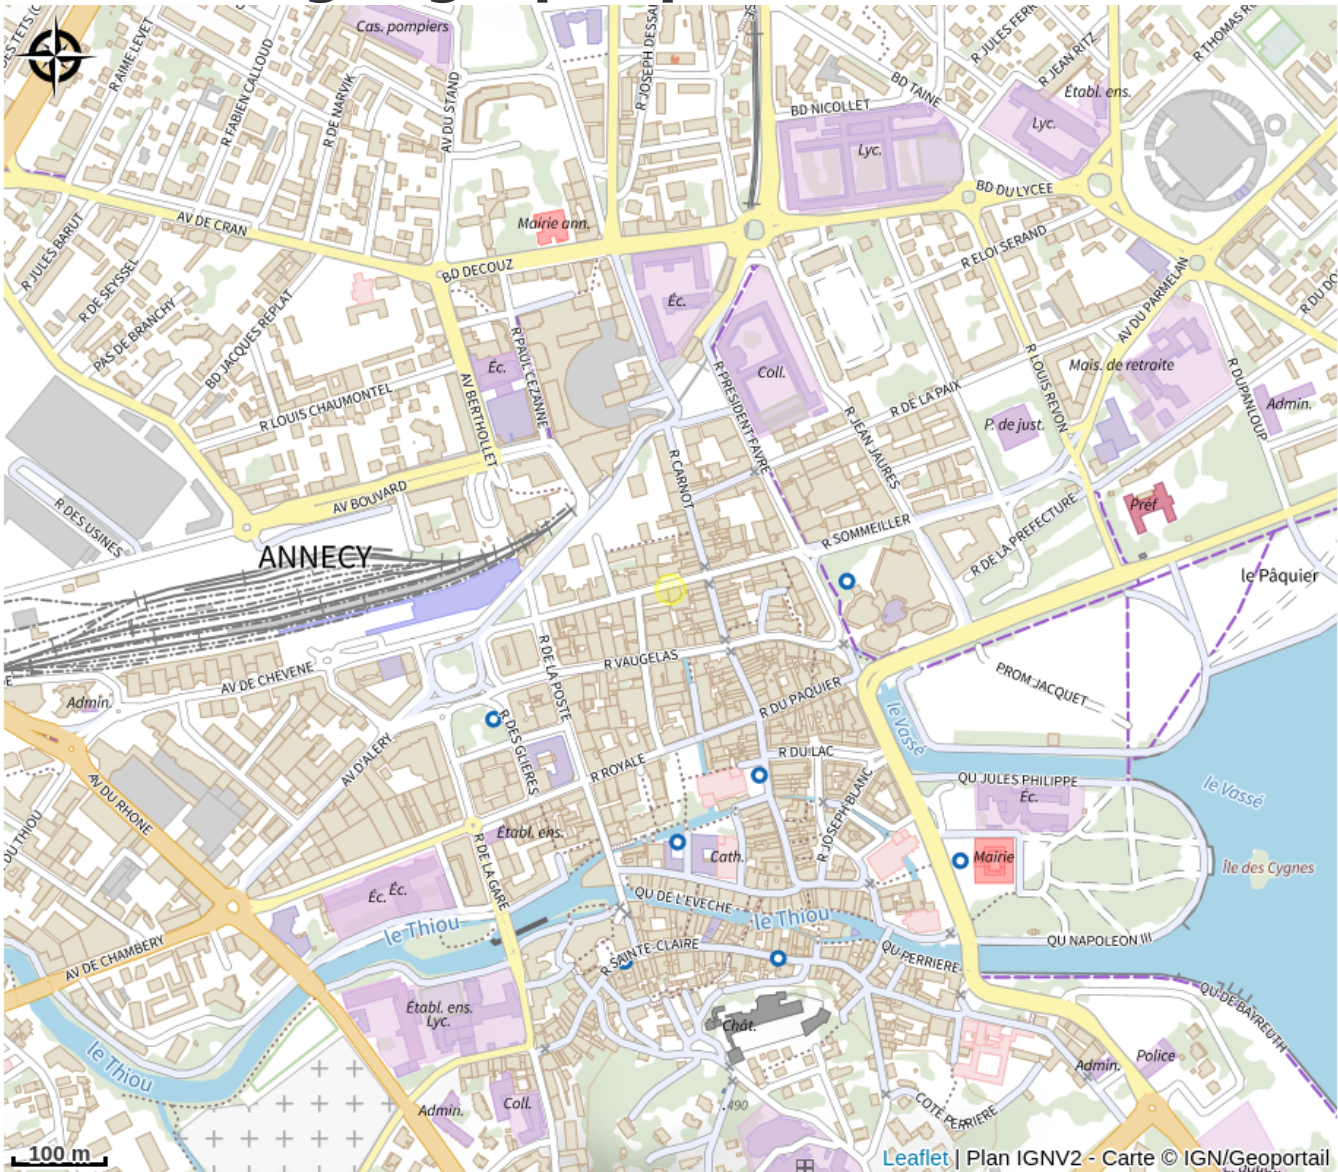 Cas. pompiers
R AIME LEVET
R FABIEN CALLOUD
R DE NARVIK
AV DU STAND
R JOSEPH DESSAI
BD NICOLLET
BD TAINE
R JULES FERR
R JEAN RITZ
R THOMAS R
Établ. ens.
Lyc.
Lyc.
BD DU LYCEE
R ELOI SERAND
Mairie ann.
AV DE CRAN
BD DECOUZ
R JULES BARUT
R DE SEYSSEL
PAS DE BRANCHY
BD JACQUES REPLAT
R LOUIS CHAUMONTEL
AV BERTHOLLET
R PAUL CEZANNE
Éc.
Éc.
Coll.
R PRESIDENT FAVRE
R JEAN JAURES
R DE LA PAIX
R LOUIS REVON
AV DU PARMELAN
Mais. de retraite
R DUPANLOUP
Admin.
R DU DO
P. de just.
R CARNOT
AV BOUVARD
R DES USINES
ANNECY
R SOMMEILLER
R DE LA PREFECTURE
Préf
le Pâquier
R DE LA POSTE
R VAUGELAS
AV DE CHEVENE
Admin.
R DU PAQUIER
PROM JACQUET
le Vassé
le Vassé
R DES GLIERES
AV D'ALERY
R ROYALE
R DU LAC
QU JULES PHILIPPE
Éc.
AV DU RHONE
DU THIOU
Établ. ens.
R JOSEPH BLANC
Cath.
Mairie
Île des Cygnes
R DE LA GARE
Éc.
Éc.
QU DE L'EVECHE
le Thiou
le Thiou
AV DE CHAMBERY
R SAINTE-CLAIRE
QU PERRIERE
QU NAPOLEON III
QU DE BAYREUTH
Établ. ens.
Lyc.
Chât.
le Thiou
Admin.
Police
Coll.
Admin.
.490
COTE PERRIERE
100 m
Leaflet | Plan IGNV2 - Carte © IGN/Geoportail